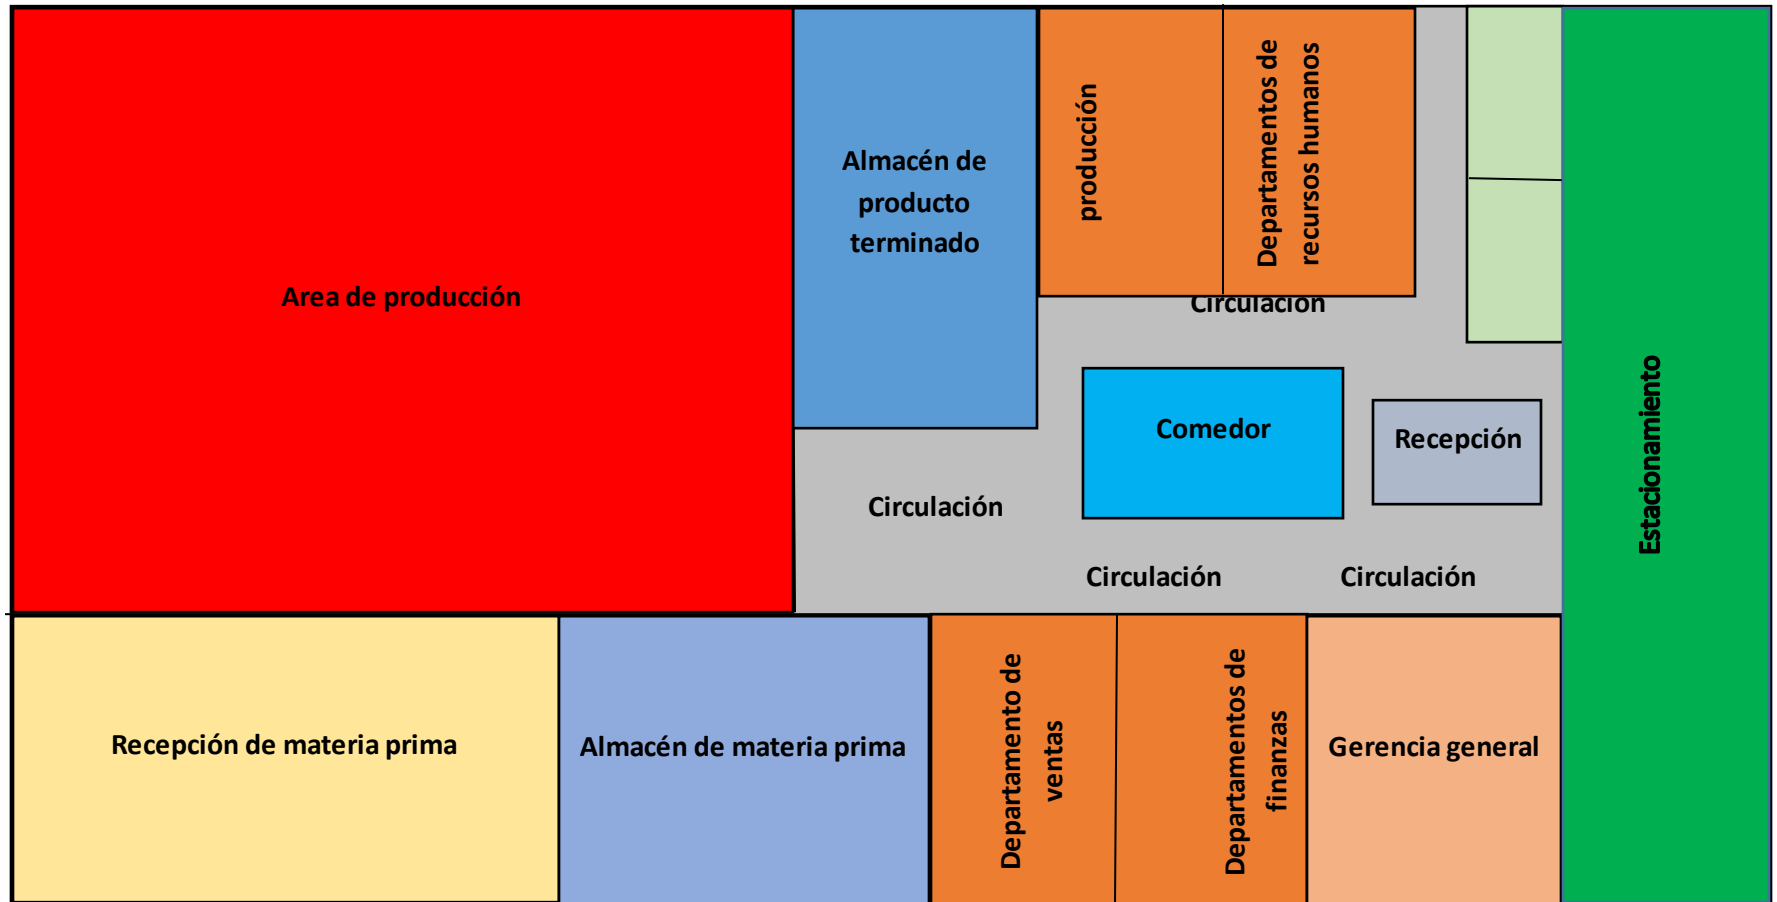 Area de producción
Almacén de
producto
terminado
producción
Departamentos de
recursos humanos
Circulación
Comedor
Recepción
Estacionamiento
Circulación
Circulación
Circulación
Recepción de materia prima
Almacén de materia prima
Departamento de
ventas
Departamentos de
finanzas
Gerencia general